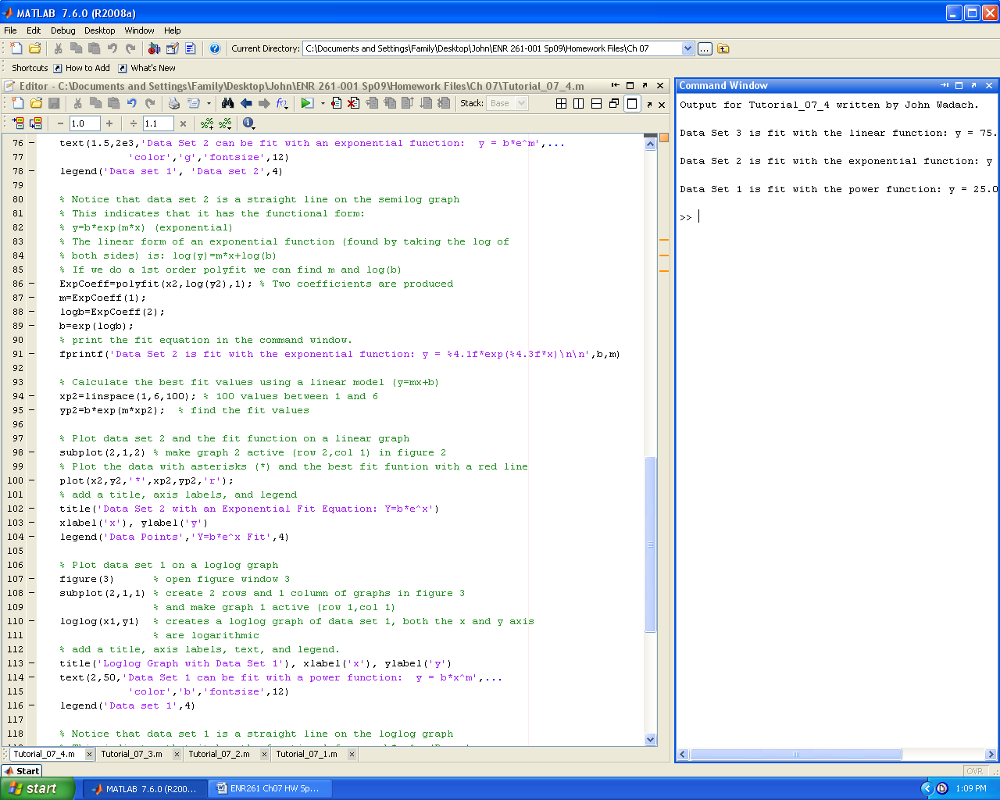 MATLAB 7.6.0 (R2008a)
File Edit Debug Desktop Window Help
Current Directory: C:\Documents and Settings\Family\Desktop\John\ENR 261-001 Sp09\Homework Files\Ch 07
Shortcuts How to Add What's New
Editor - C:\Documents and Settings\Family\Desktop\John\ENR 261-001 Sp09\Homework Files\Ch 07\Tutorial_07_4.m
Stack: Base
- 1.0 + ÷ 1.1 ×
76 - text(1.5,2e3,'Data Set 2 can be fit with an exponential function:  y = b*e^m',...
77 'color','g','fontsize',12)
78 - legend('Data set 1', 'Data set 2',4)
79
80 % Notice that data set 2 is a straight line on the semilog graph
81 % This indicates that it has the functional form:
82 % y=b*exp(m*x) (exponential)
83 % The linear form of an exponential function (found by taking the log of
84 % both sides) is: log(y)=m*x+log(b)
85 % If we do a 1st order polyfit we can find m and log(b)
86 - ExpCoeff=polyfit(x2,log(y2),1); % Two coefficients are produced
87 - m=ExpCoeff(1);
88 - logb=ExpCoeff(2);
89 - b=exp(logb);
90 % print the fit equation in the command window.
91 - fprintf('Data Set 2 is fit with the exponential function: y = %4.1f*exp(%4.3f*x)\n\n',b,m)
92
93 % Calculate the best fit values using a linear model (y=mx+b)
94 - xp2=linspace(1,6,100); % 100 values between 1 and 6
95 - yp2=b*exp(m*xp2);  % find the fit values
96
97 % Plot data set 2 and the fit function on a linear graph
98 - subplot(2,1,2) % make graph 2 active (row 2,col 1) in figure 2
99 % Plot the data with asterisks (*) and the best fit funtion with a red line
100 - plot(x2,y2,'*',xp2,yp2,'r');
101 % add a title, axis labels, and legend
102 - title('Data Set 2 with an Exponential Fit Equation: Y=b*e^x')
103 - xlabel('x'), ylabel('y')
104 - legend('Data Points','Y=b*e^x Fit',4)
105
106 % Plot data set 1 on a loglog graph
107 - figure(3) % open figure window 3
108 - subplot(2,1,1) % create 2 rows and 1 column of graphs in figure 3
109 % and make graph 1 active (row 1,col 1)
110 - loglog(x1,y1) % creates a loglog graph of data set 1, both the x and y axis
111 % are logarithmic
112 % add a title, axis labels, text, and legend.
113 - title('Loglog Graph with Data Set 1'), xlabel('x'), ylabel('y')
114 - text(2,50,'Data Set 1 can be fit with a power function:  y = b*x^m',...
115 'color','b','fontsize',12)
116 - legend('Data set 1',4)
117
118 % Notice that data set 1 is a straight line on the loglog graph
Tutorial_07_4.m Tutorial_07_3.m Tutorial_07_2.m Tutorial_07_1.m
Command Window
Output for Tutorial_07_4 written by John Wadach.
Data Set 3 is fit with the linear function: y = 75.
Data Set 2 is fit with the exponential function: y
Data Set 1 is fit with the power function: y = 25.0
>>
Start
OVR
start MATLAB 7.6.0 (R200... ENR261 Ch07 HW Sp... 1:09 PM